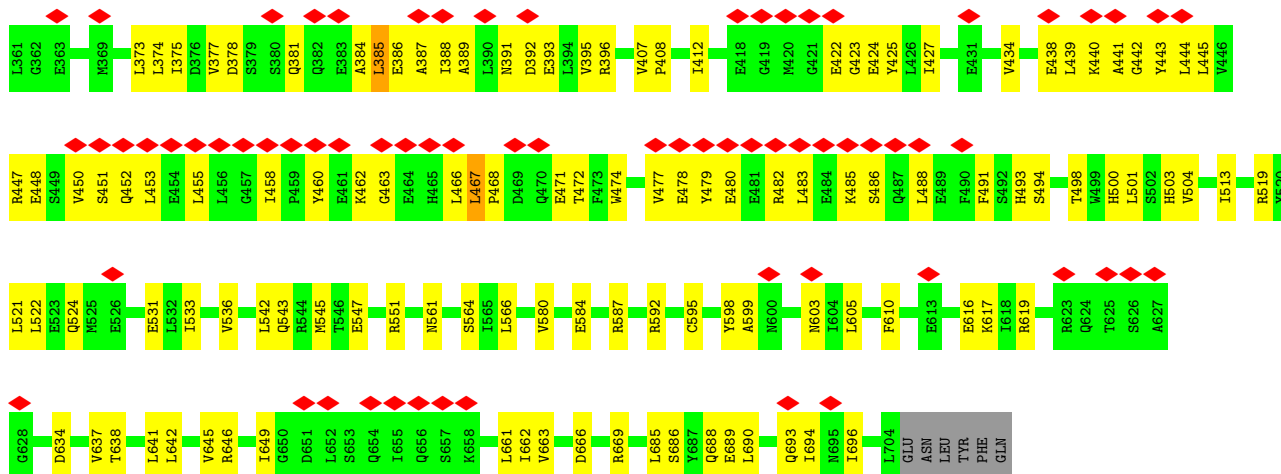 L361 G362 E363 M369 L373 L374 I375 D376 V377 D378 S379 S380 Q381 Q382 E383 A384 L385 E386 A387 I388 A389 L390 N391 D392 E393 L394 V395 R396 V407 P408 I412 E418 G419 M420 G421 E422 G423 E424 Y425 L426 I427 E431 V434 E438 L439 K440 A441 G442 Y443 L444 L445 V446
R447 E448 S449 V450 S451 Q452 L453 E454 L455 L456 G457 I458 P459 Y460 E461 K462 G463 E464 H465 L466 L467 P468 D469 Q470 E471 T472 F473 W474 V477 E478 Y479 E480 E481 R482 L483 E484 K485 S486 Q487 L488 E489 F490 F491 S492 H493 S494 T498 W499 H500 L501 S502 H503 V504 I513 R519 Y520
L521 L522 E523 Q524 M525 E526 E531 L532 I533 V536 L542 Q543 R544 M545 T546 E547 R551 N561 S564 I565 L566 V580 E584 R587 R592 C595 Y598 A599 N600 N603 I604 L605 F610 E613 E616 K617 I618 R619 R623 Q624 T625 S626 A627
G628 D634 V637 T638 L641 L642 V645 R646 I649 G650 D651 L652 S653 Q654 I655 Q656 S657 K658 L661 I662 V663 D666 R669 L685 S686 Y687 Q688 E689 L690 Q693 I694 N695 I696 L704 GLU ASN LEU TYR PHE GLN